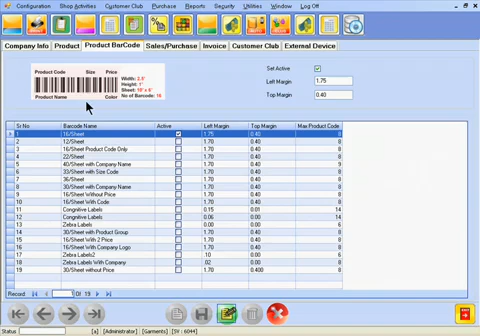 Configuration Shop Activities Customer Club Purchase Reports Security Utilities Window Log Off
Company Info Product Product BarCode Sales/Purchase Invoice Customer Club External Device
Product Code Size Price
Width: 2.5'
Height: 1"
Sheet: 10" x 6"
No of Barcode: 16
Product Name Color
Set Active
Left Margin 1.75
Top Margin 0.40
Sr No Barcode Name Active Left Margin Top Margin Max Product Code
1 16/Sheet 1.75 0.40 8
2 12/Sheet 1.70 0.40 8
3 16/Sheet Product Code Only 1.70 0.40 8
4 22/Sheet 1.70 0.40 8
5 40/Sheet with Company Name 1.70 0.40 9
6 33/Sheet with Size Code 1.70 0.40 8
7 36/Sheet 1.70 0.40 8
8 30/Sheet with Company Name 1.70 0.40 8
9 16/Sheet Without Price 1.70 0.40 8
10 16/Sheet With Code 1.70 0.40 8
11 Congnitive Labels 0.15 0.01 14
12 Congnitive Labels 0.06 0.00 14
13 Zebra Labels 0.00 0.00 6
14 30/Sheet with Product Group 1.70 0.40 8
15 16/Sheet With 2 Price 1.70 0.40 8
16 16/Sheet With Company Logo 1.70 0.40 8
17 Zebra Labels2 .10 0.00 6
18 Zebra Labels With Company .02 0.00 8
19 30/Sheet without Price 1.70 0.400 8
Record 1 Of 19
EXIT
Status [a] [Administrator] [Garments] [SV : 6044]